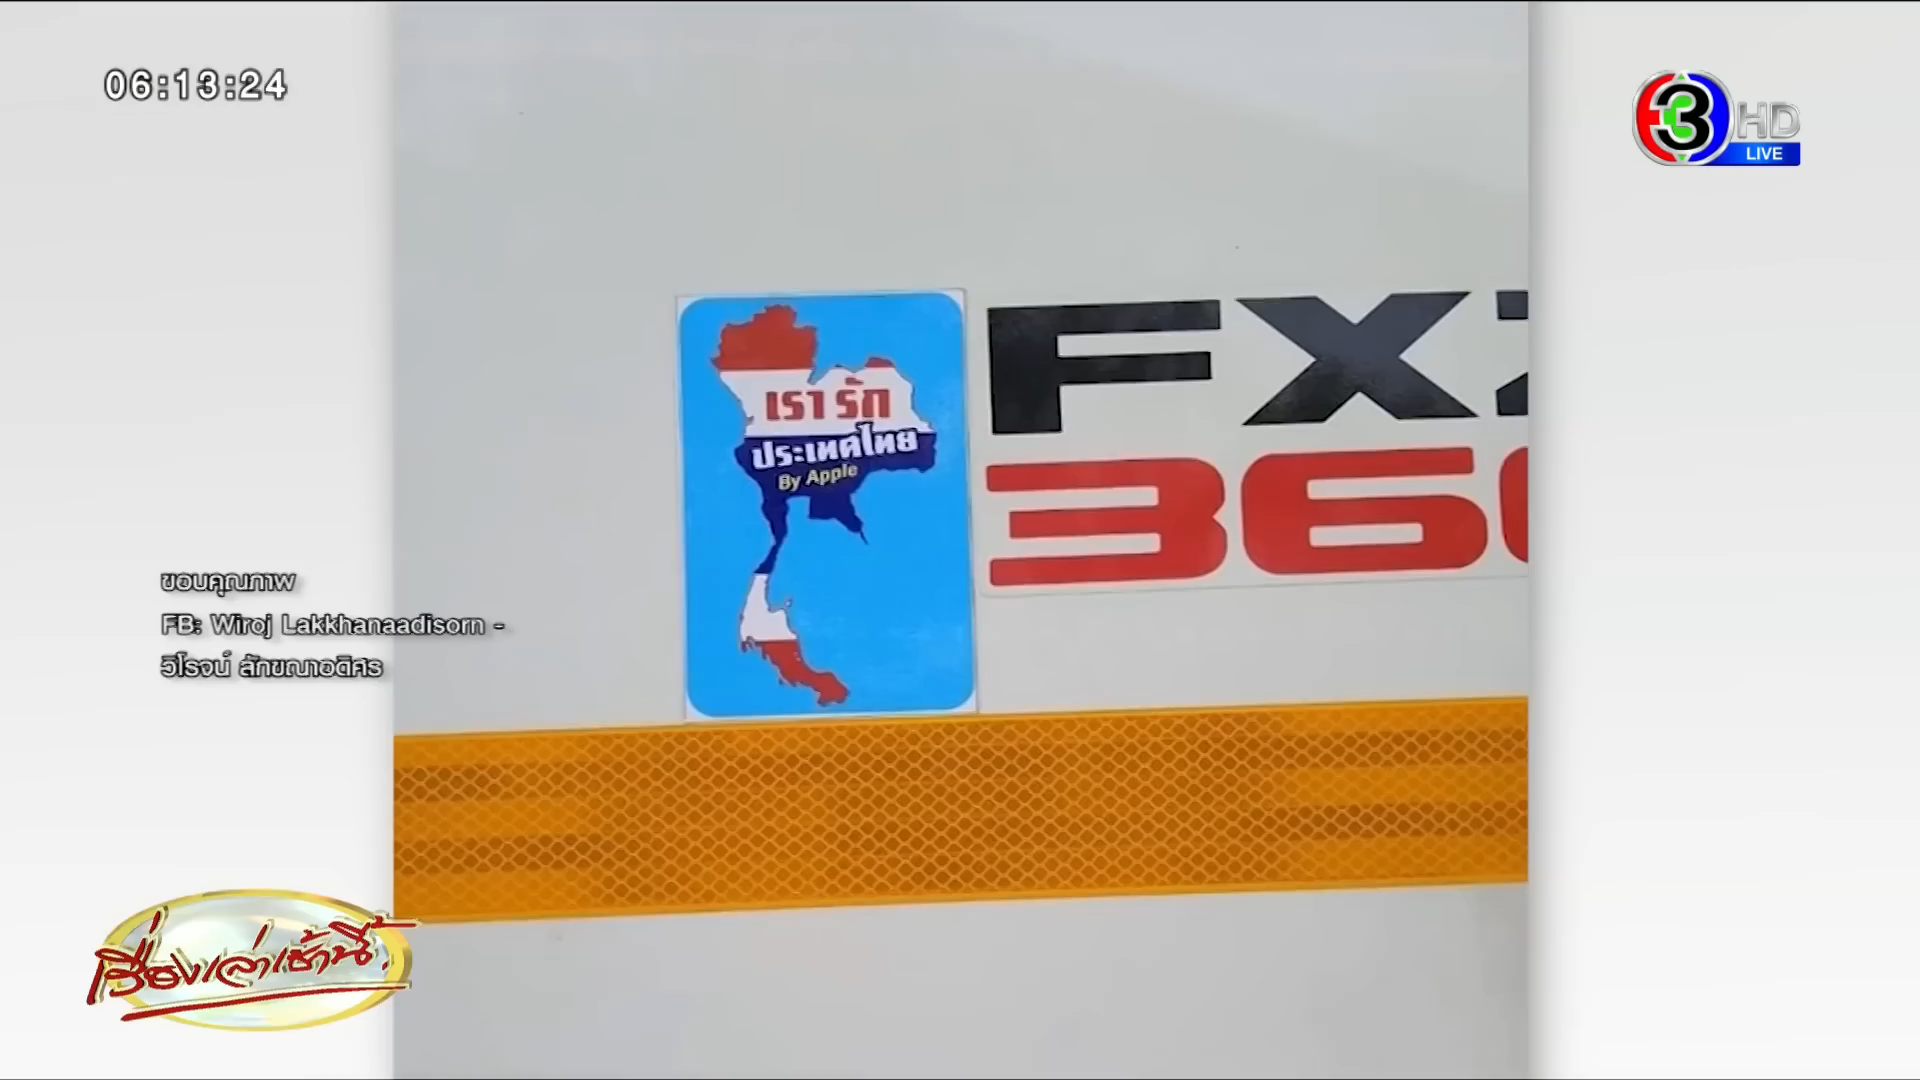 06:13:24
3 HD
LIVE
เรา รัก
ประเทศไทย
By Apple
FX
360
ขอบคุณภาพ
FB: Wiroj Lakkhanaadisorn -
วิโรจน์ ลักขณาอดิศร
เรื่องเล่าเช้านี้